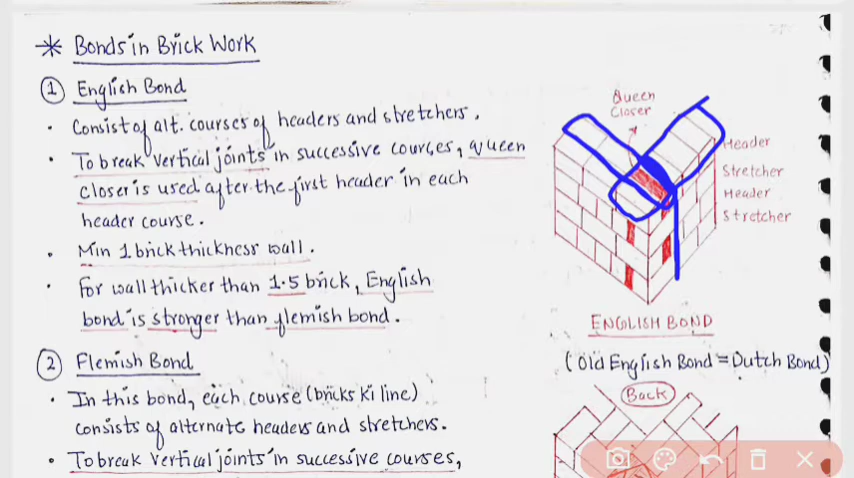 * Bonds in Brick Work
1 English Bond
• Consist of alt. courses of headers and stretchers.
• To break vertical joints in successive courses, queen
closer is used after the first header in each
header course.
• Min 1 brick thickness wall.
• For wall thicker than 1.5 brick, English
bond is stronger than flemish bond.
Queen
Closer
Header
Stretcher
Header
Stretcher
ENGLISH BOND
(Old English Bond = Dutch Bond)
2 Flemish Bond
• In this bond, each course (bricks ki line)
consists of alternate headers and stretchers.
• To break vertical joints in successive courses,
Back